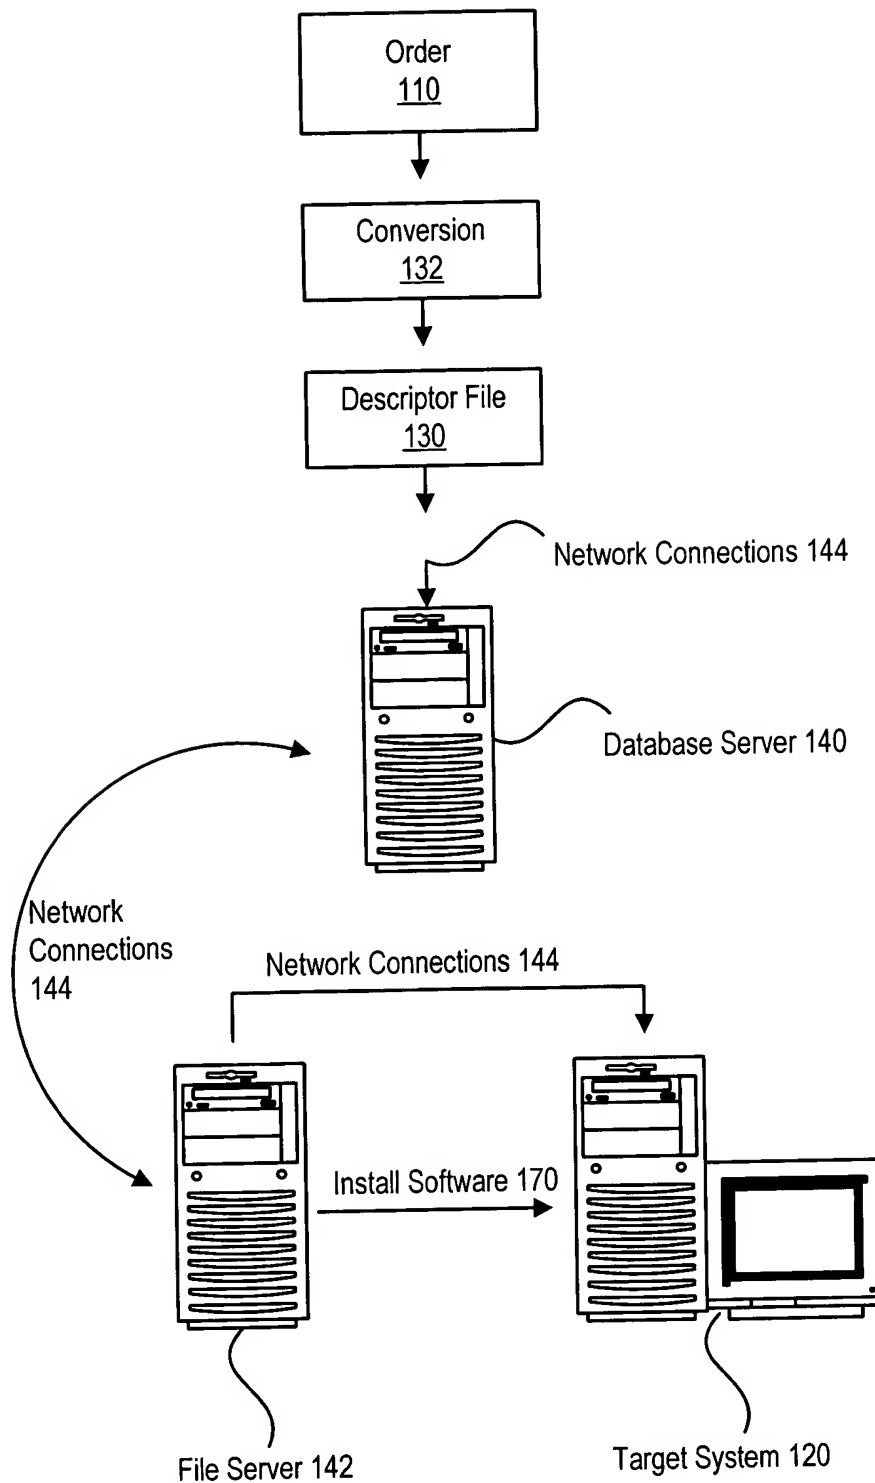 Order
110
Conversion
132
Descriptor File
130
Network Connections 144
Database Server 140
Network
Connections
144
Network Connections 144
Install Software 170
File Server 142
Target System 120